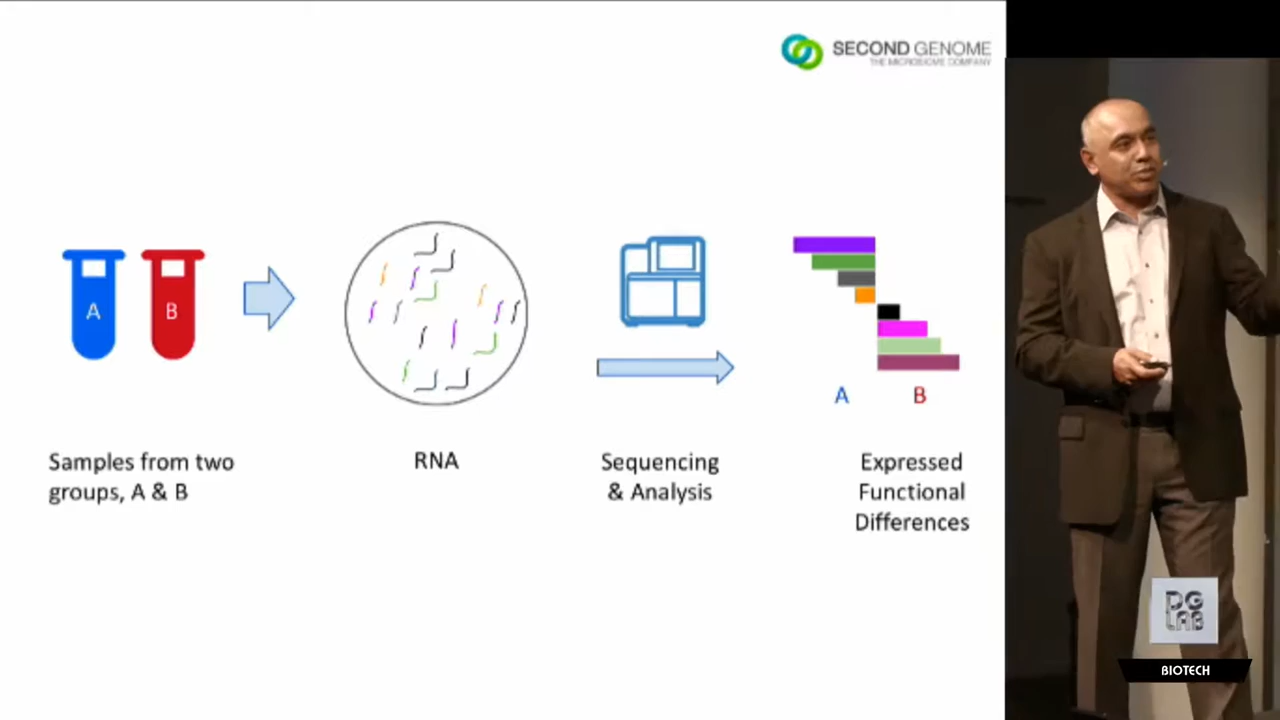 SECOND GENOME
THE MICROBIOME COMPANY
A
B
A
B
Samples from two
groups, A & B
RNA
Sequencing
& Analysis
Expressed
Functional
Differences
DG
LAB
BIOTECH